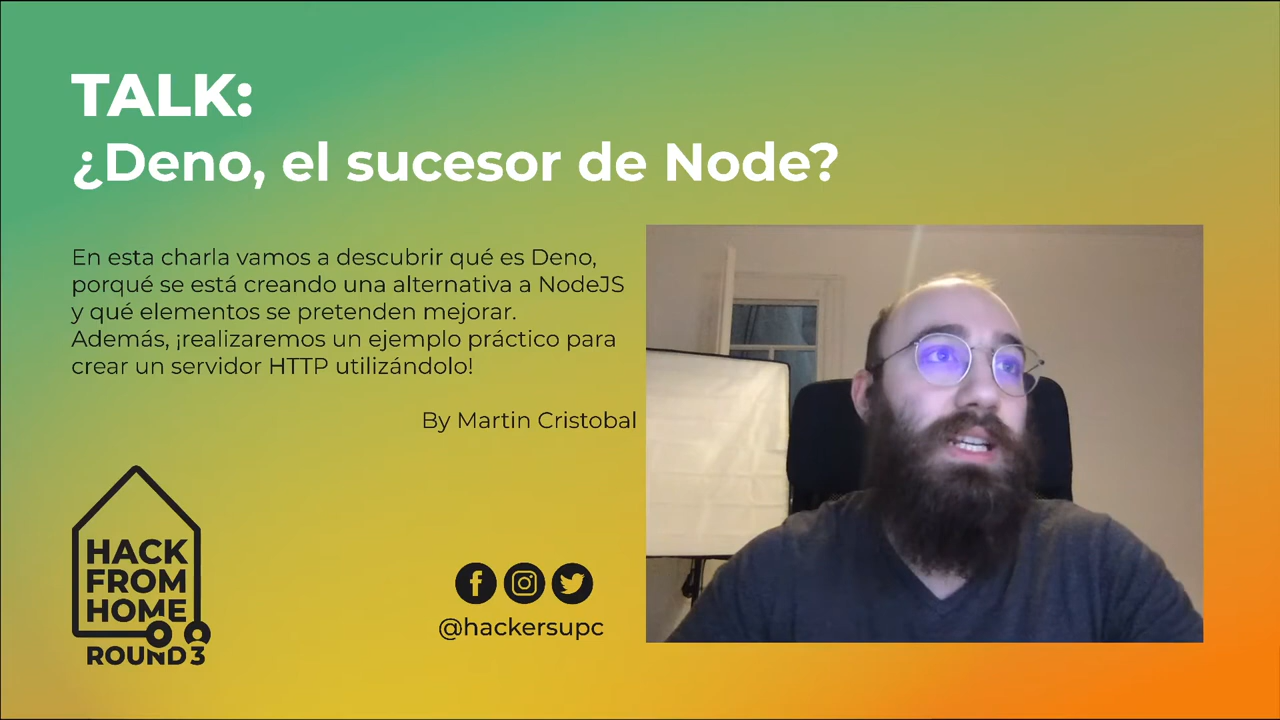 TALK:
¿Deno, el sucesor de Node?
En esta charla vamos a descubrir qué es Deno,
porqué se está creando una alternativa a NodeJS
y qué elementos se pretenden mejorar.
Además, ¡realizaremos un ejemplo práctico para
crear un servidor HTTP utilizándolo!
By Martin Cristobal
HACK
FROM
HOME
ROUND 3
@hackersupc